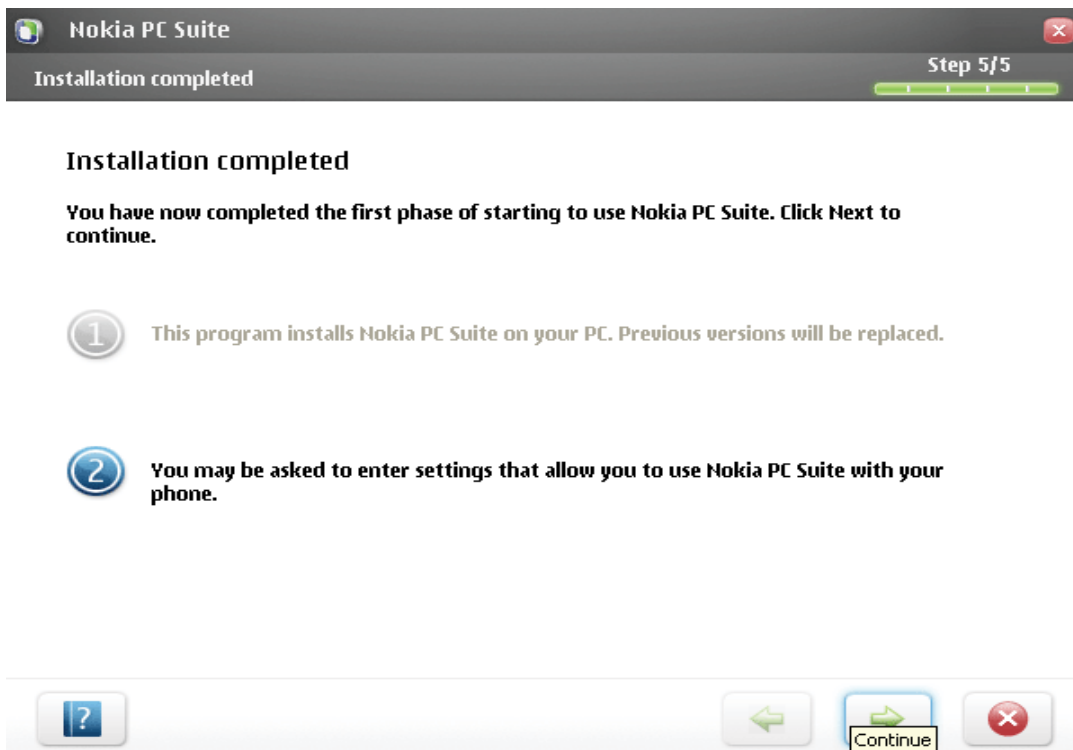 Nokia PC Suite
Installation completed
Step 5/5
Installation completed
You have now completed the first phase of starting to use Nokia PC Suite. Click Next to
continue.
1
This program installs Nokia PC Suite on your PC. Previous versions will be replaced.
2
You may be asked to enter settings that allow you to use Nokia PC Suite with your
phone.
?
Continue